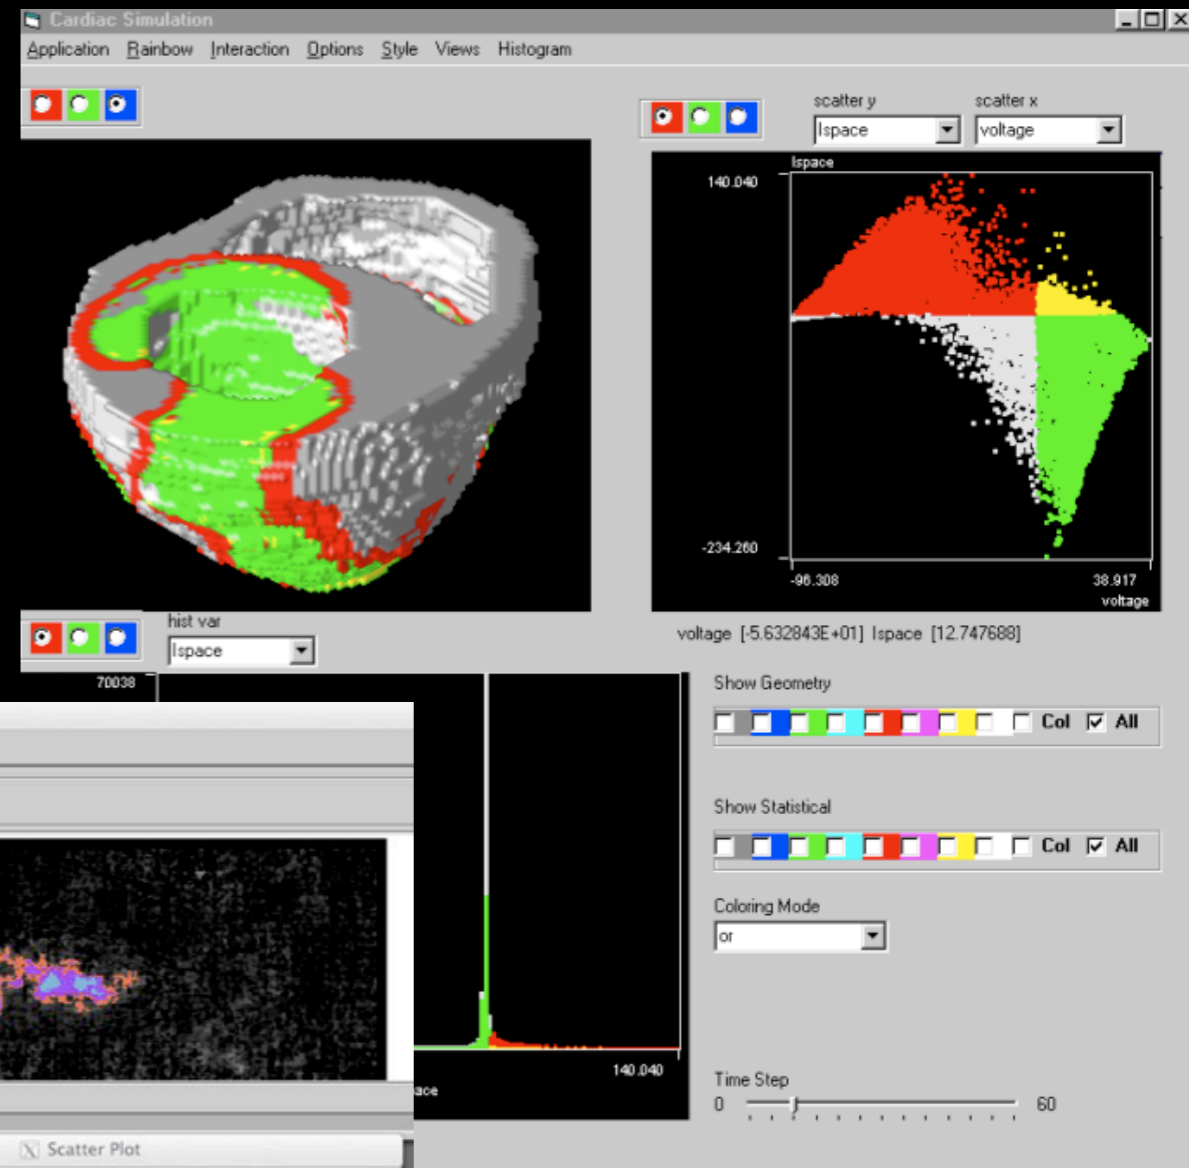 Cardiac Simulation
Application Rainbow Interaction Options Style Views Histogram
scatter y scatter x
Ispace voltage
Ispace
140.040
-234.260
-96.308 38.917
voltage
hist var
Ispace
voltage [-5.632843E+01] Ispace [12.747688]
70038
Show Geometry
Col All
Show Statistical
Col All
Coloring Mode
or
140.040
ace
Time Step
0 60
Scatter Plot